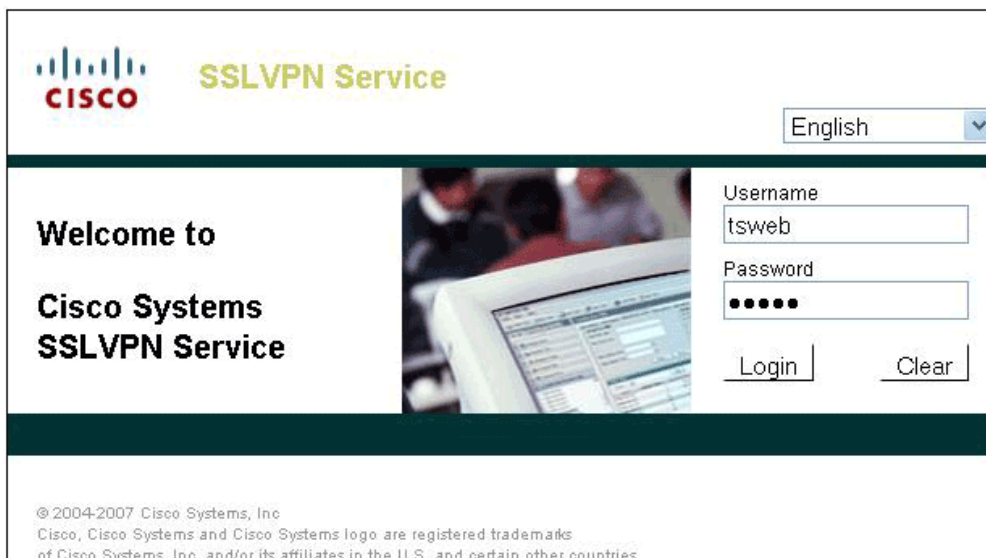 CISCO
SSLVPN Service
English
Welcome to
Cisco Systems
SSLVPN Service
Username
tsweb
Password
●●●●●
Login
Clear
© 2004-2007 Cisco Systems, Inc
Cisco, Cisco Systems and Cisco Systems logo are registered trademarks
of Cisco Systems, Inc. and/or its affiliates in the U.S. and certain other countries